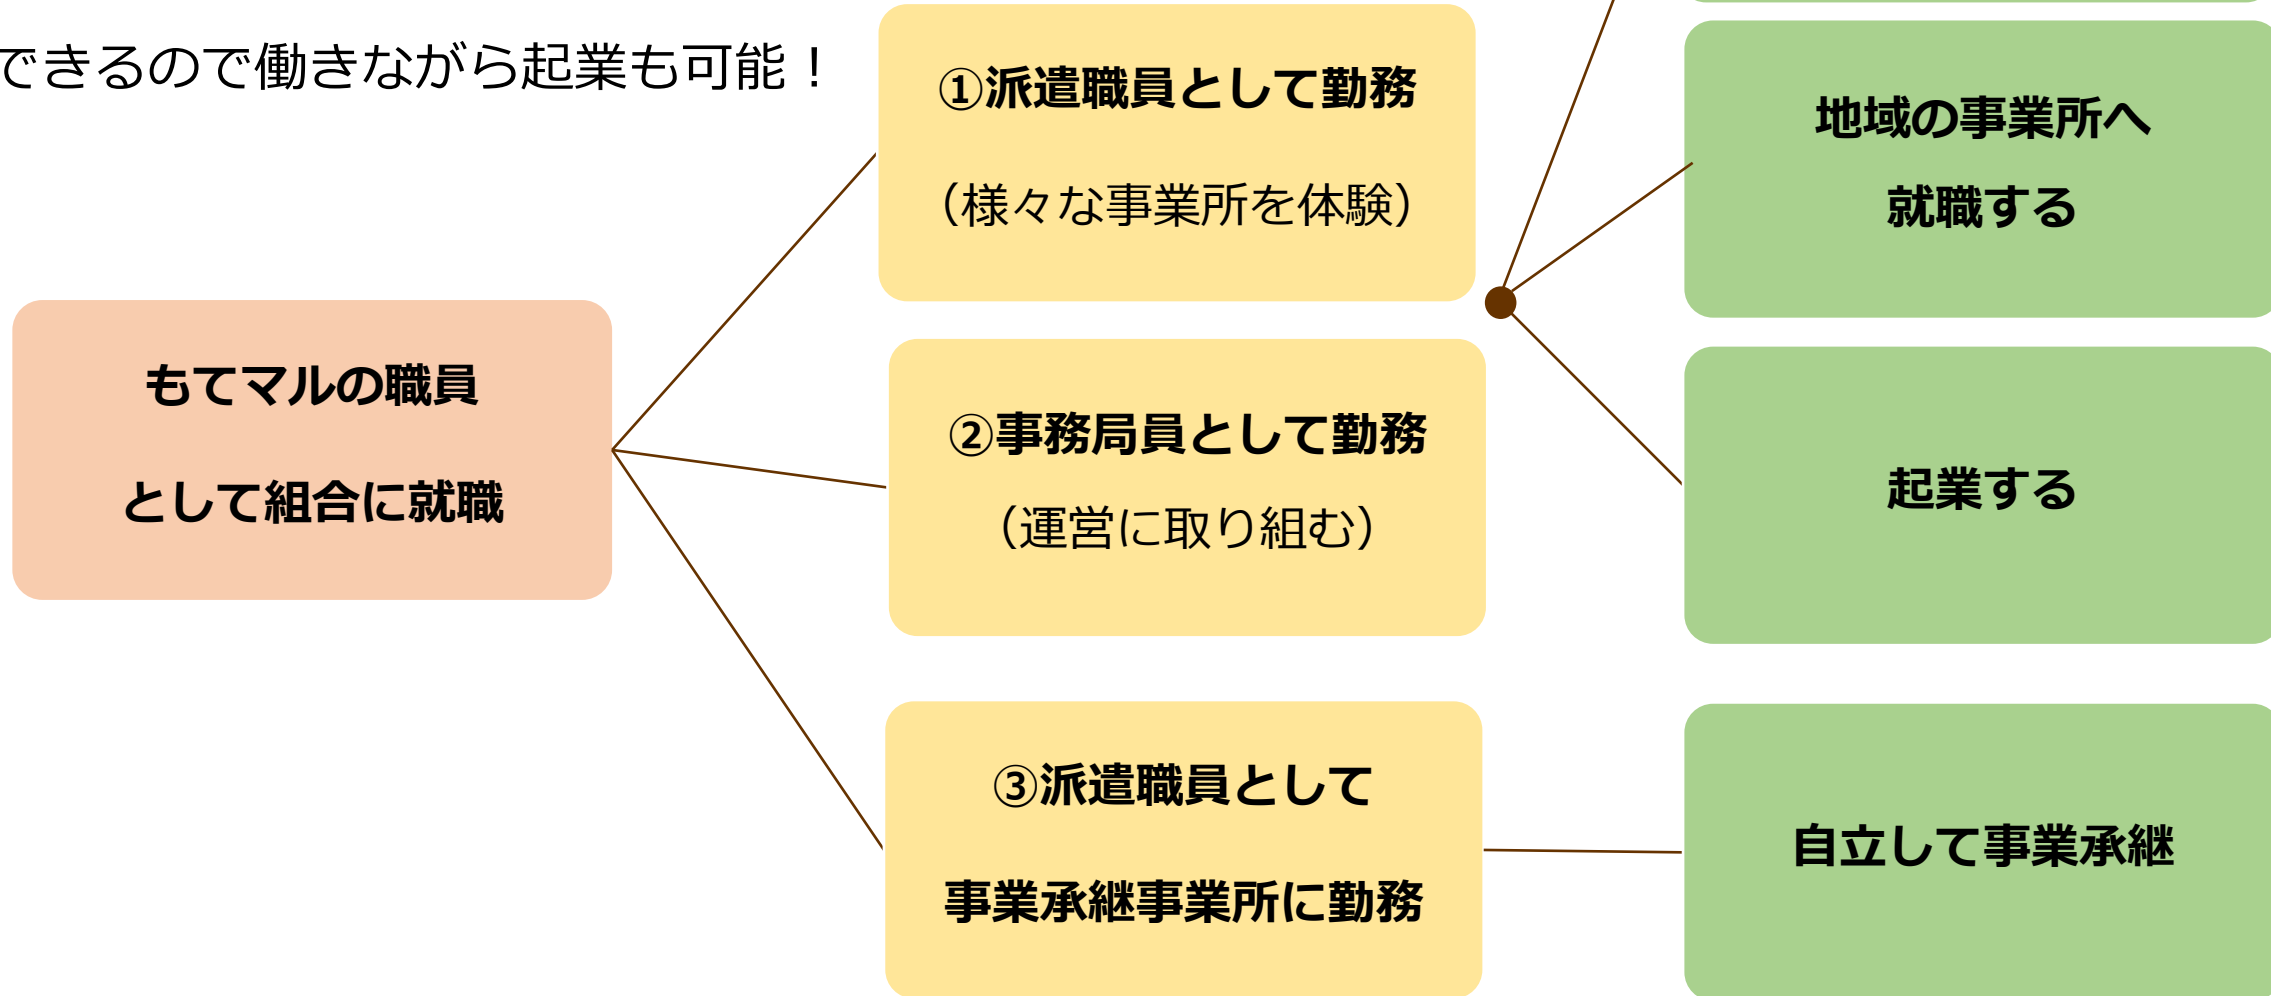 できるので働きながら起業も可能！
もてマルの職員
として組合に就職
①派遣職員として勤務
（様々な事業所を体験）
②事務局員として勤務
（運営に取り組む）
③派遣職員として
事業承継事業所に勤務
地域の事業所へ
就職する
起業する
自立して事業承継